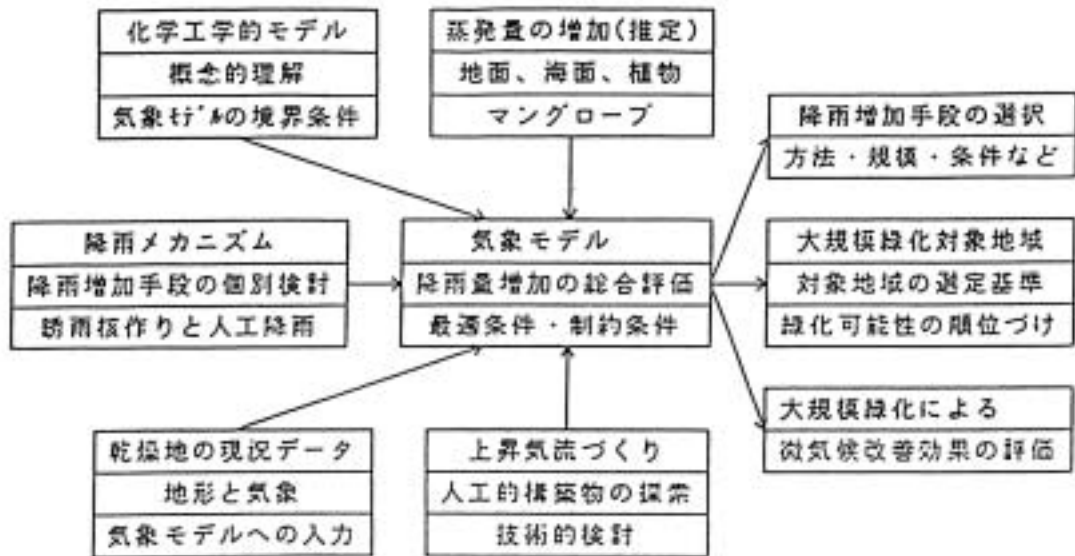 化学工学的モデル
概念的理解
気象ﾓﾃﾞﾙの境界条件
蒸発量の増加(推定)
地面、海面、植物
マングローブ
降雨増加手段の選択
方法・規模・条件など
降雨メカニズム
降雨増加手段の個別検討
誘雨核作りと人工降雨
気象モデル
降雨量増加の総合評価
最適条件・制約条件
大規模緑化対象地域
対象地域の選定基準
緑化可能性の順位づけ
大規模緑化による
微気候改善効果の評価
乾燥地の現況データ
地形と気象
気象モデルへの入力
上昇気流づくり
人工的構築物の探索
技術的検討